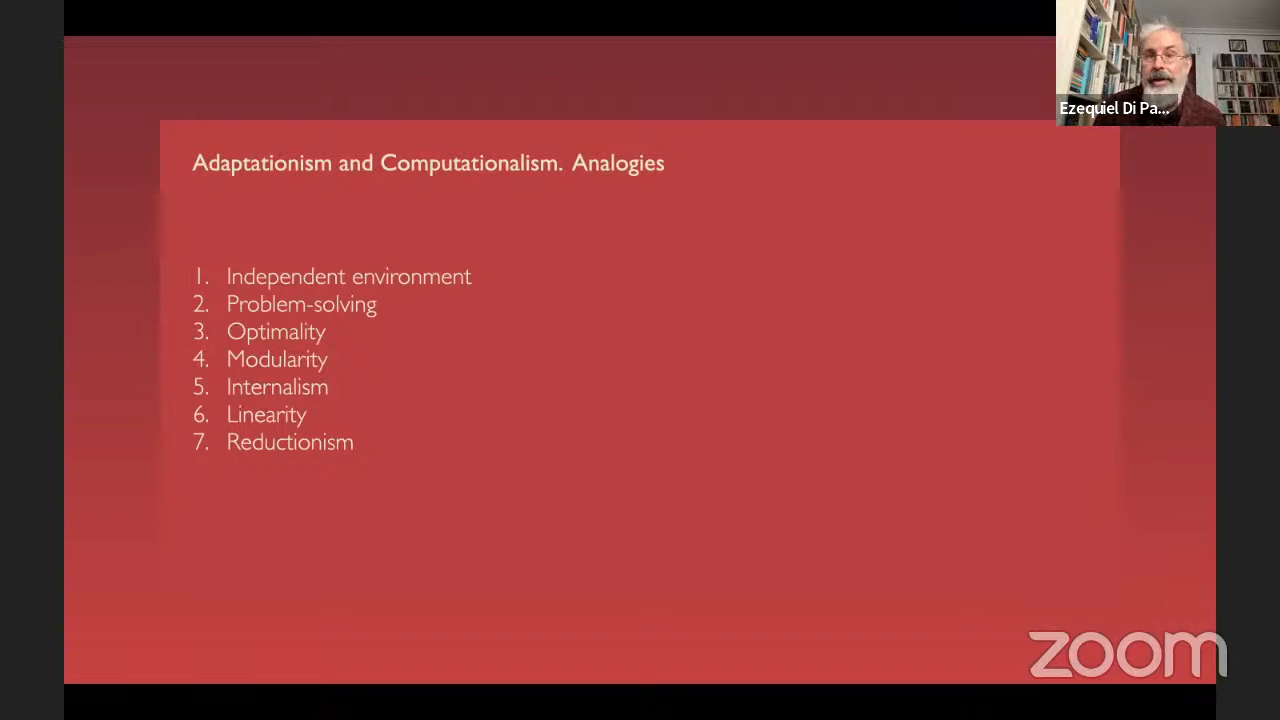 Ezequiel Di Pa...
Adaptationism and Computationalism. Analogies
1. Independent environment
2. Problem-solving
3. Optimality
4. Modularity
5. Internalism
6. Linearity
7. Reductionism
zoom